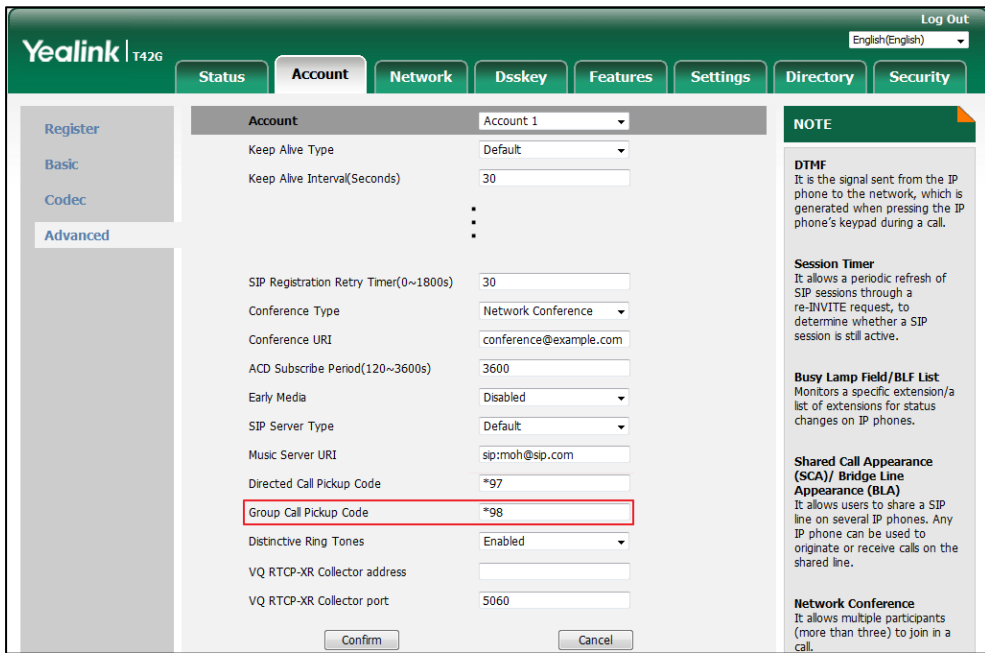 Log Out
Yealink T42G
English(English)
Status Account Network Dsskey Features Settings Directory Security
Register
Basic
Codec
Advanced
Account Account 1
Keep Alive Type Default
Keep Alive Interval(Seconds) 30
SIP Registration Retry Timer(0~1800s) 30
Conference Type Network Conference
Conference URI conference@example.com
ACD Subscribe Period(120~3600s) 3600
Early Media Disabled
SIP Server Type Default
Music Server URI sip:moh@sip.com
Directed Call Pickup Code *97
Group Call Pickup Code *98
Distinctive Ring Tones Enabled
VQ RTCP-XR Collector address
VQ RTCP-XR Collector port 5060
Confirm Cancel
NOTE
DTMF
It is the signal sent from the IP
phone to the network, which is
generated when pressing the IP
phone's keypad during a call.
Session Timer
It allows a periodic refresh of
SIP sessions through a
re-INVITE request, to
determine whether a SIP
session is still active.
Busy Lamp Field/BLF List
Monitors a specific extension/a
list of extensions for status
changes on IP phones.
Shared Call Appearance
(SCA)/ Bridge Line
Appearance (BLA)
It allows users to share a SIP
line on several IP phones. Any
IP phone can be used to
originate or receive calls on the
shared line.
Network Conference
It allows multiple participants
(more than three) to join in a
call.